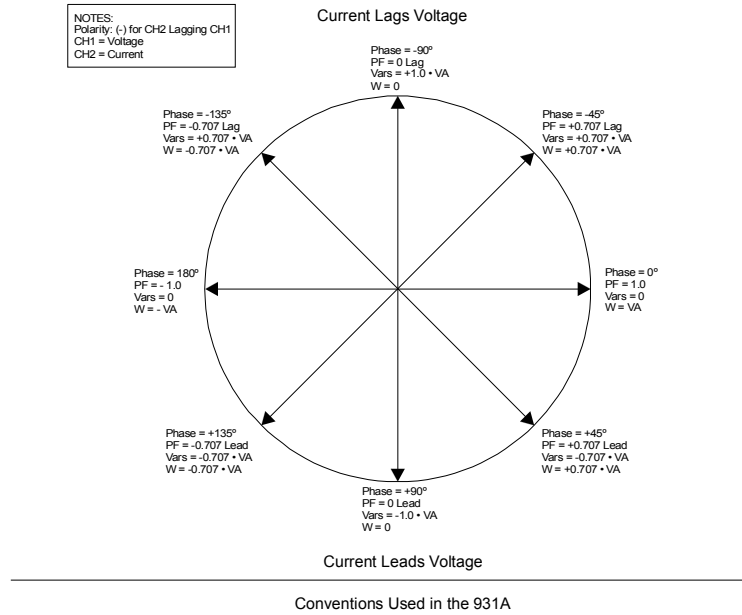 NOTES:
Polarity: (-) for CH2 Lagging CH1
CH1 = Voltage
CH2 = Current
Current Lags Voltage
Phase = -90º
PF = 0 Lag
Vars = +1.0 • VA
W = 0
Phase = -135º
PF = -0.707 Lag
Vars = +0.707 • VA
W = -0.707 • VA
Phase = -45º
PF = +0.707 Lag
Vars = +0.707 • VA
W = +0.707 • VA
Phase = 180º
PF = - 1.0
Vars = 0
W = - VA
Phase = 0º
PF = 1.0
Vars = 0
W = VA
Phase = +135º
PF = -0.707 Lead
Vars = -0.707 • VA
W = -0.707 • VA
Phase = +45º
PF = +0.707 Lead
Vars = -0.707 • VA
W = +0.707 • VA
Phase = +90º
PF = 0 Lead
Vars = -1.0 • VA
W = 0
Current Leads Voltage
Conventions Used in the 931A